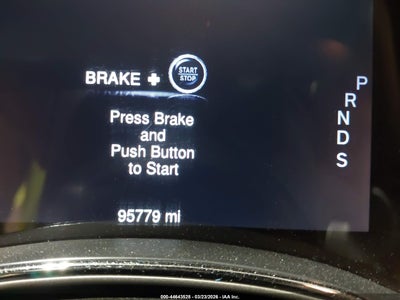 BRAKE + START
STOP
Press Brake
and
Push Button
to Start
95779 mi
P
R
N
D
S
000-44643528 - 03/23/2026 - IAA Inc.